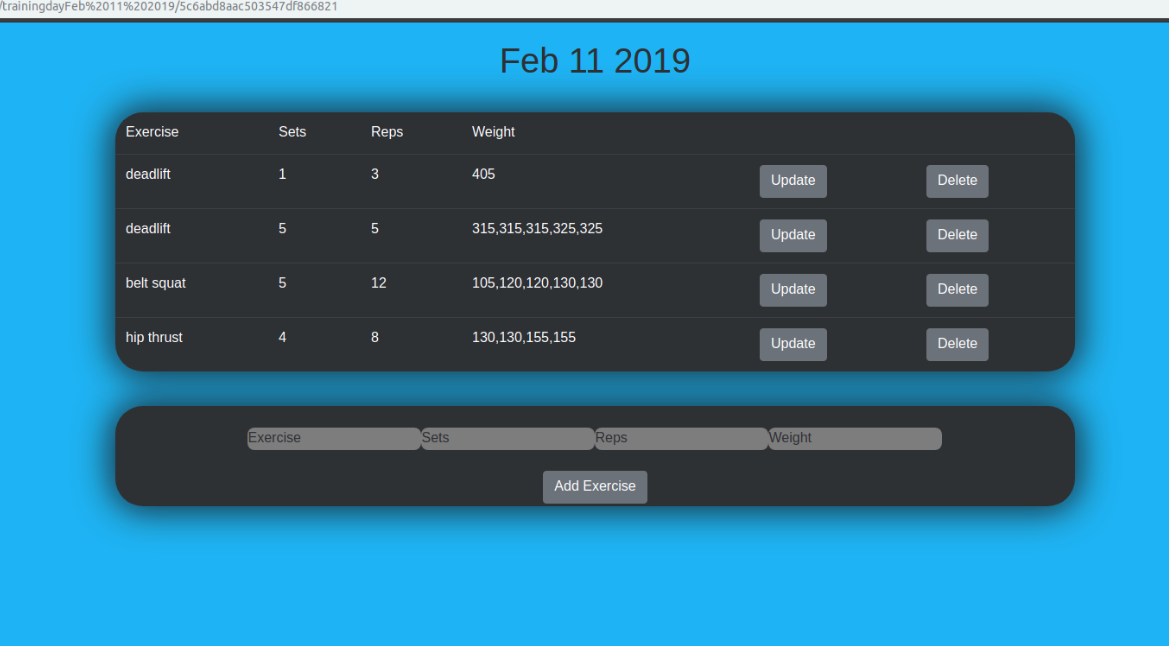 /trainingdayFeb%2011%202019/5c6abd8aac503547df866821
Feb 11 2019
Exercise Sets Reps Weight
deadlift 1 3 405 Update Delete
deadlift 5 5 315,315,315,325,325 Update Delete
belt squat 5 12 105,120,120,130,130 Update Delete
hip thrust 4 8 130,130,155,155 Update Delete
Exercise Sets Reps Weight
Add Exercise